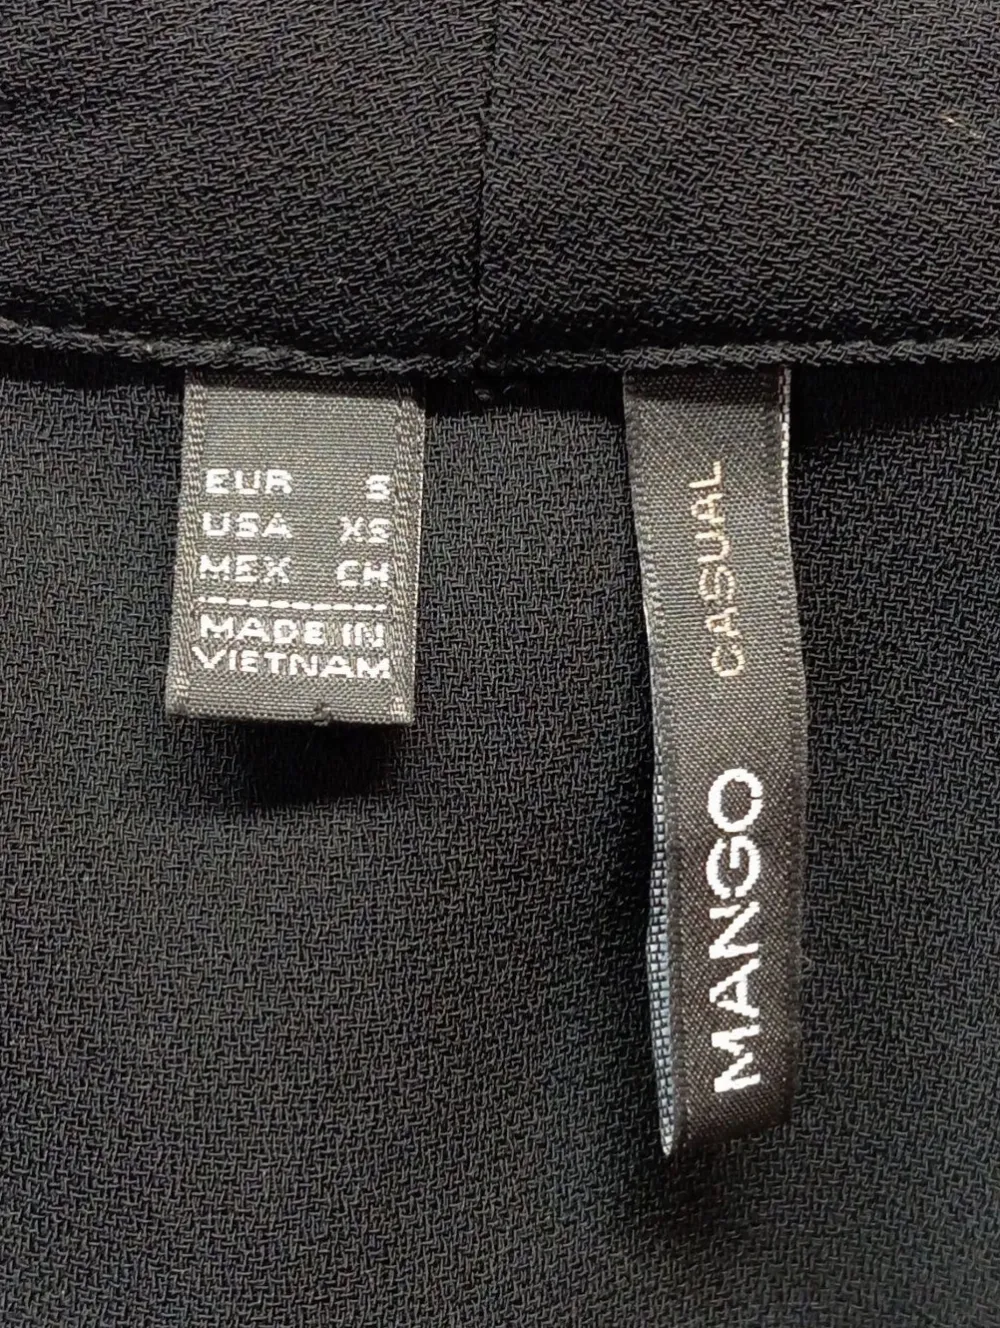 EUR S
USA XS
MEX CH
MADE IN
VIETNAM
MANGO CASUAL